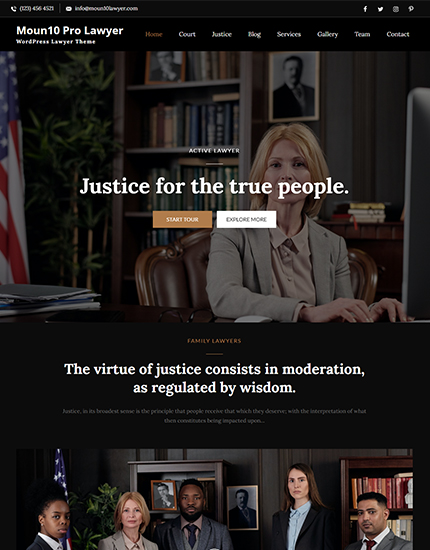 (123) 456 4521 info@moun10lawyer.com
Moun10 Pro Lawyer
WordPress Lawyer Theme
Home Court Justice Blog Services Gallery Team Contact
ACTIVE LAWYER
Justice for the true people.
START TOUR EXPLORE MORE
FAMILY LAWYERS
The virtue of justice consists in moderation,
as regulated by wisdom.
Justice, in its broadest sense is the principle that people receive that which they deserve; with the interpretation of what
then constitutes being impacted upon...